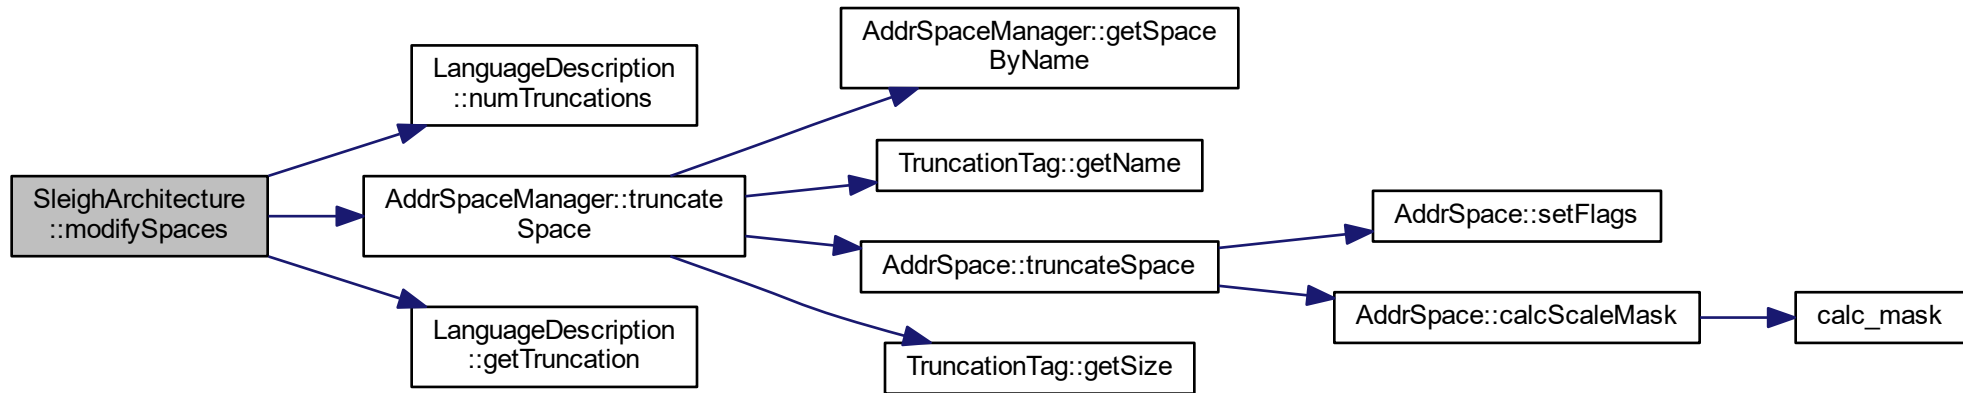 SleighArchitecture
::modifySpaces
LanguageDescription
::numTruncations
AddrSpaceManager::truncate
Space
LanguageDescription
::getTruncation
AddrSpaceManager::getSpace
ByName
TruncationTag::getName
AddrSpace::truncateSpace
TruncationTag::getSize
AddrSpace::setFlags
AddrSpace::calcScaleMask
calc_mask